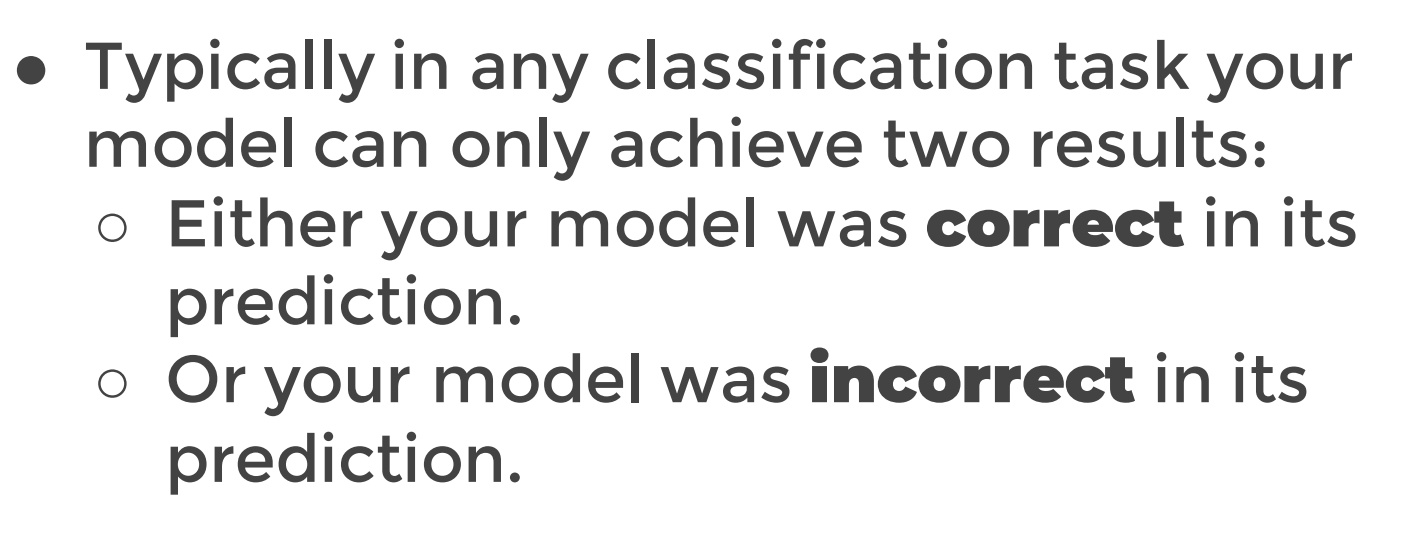 ● Typically in any classification task your
model can only achieve two results:
○ Either your model was correct in its
prediction.
○ Or your model was incorrect in its
prediction.